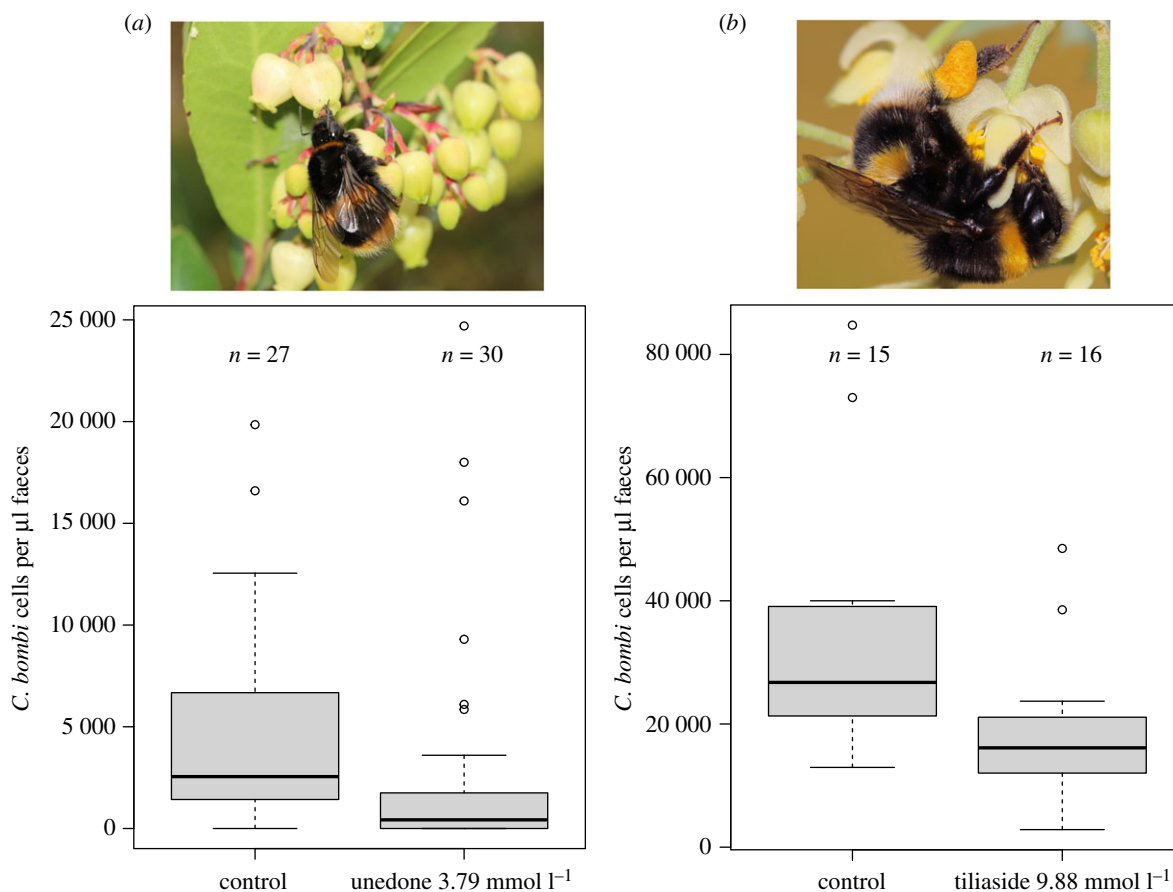 (a)
(b)
C. bombi cells per µl faeces
25 000
20 000
15 000
10 000
5 000
0
n = 27
n = 30
control
unedone 3.79 mmol l⁻¹
C. bombi cells per µl faeces
80 000
60 000
40 000
20 000
0
n = 15
n = 16
control
tiliaside 9.88 mmol l⁻¹